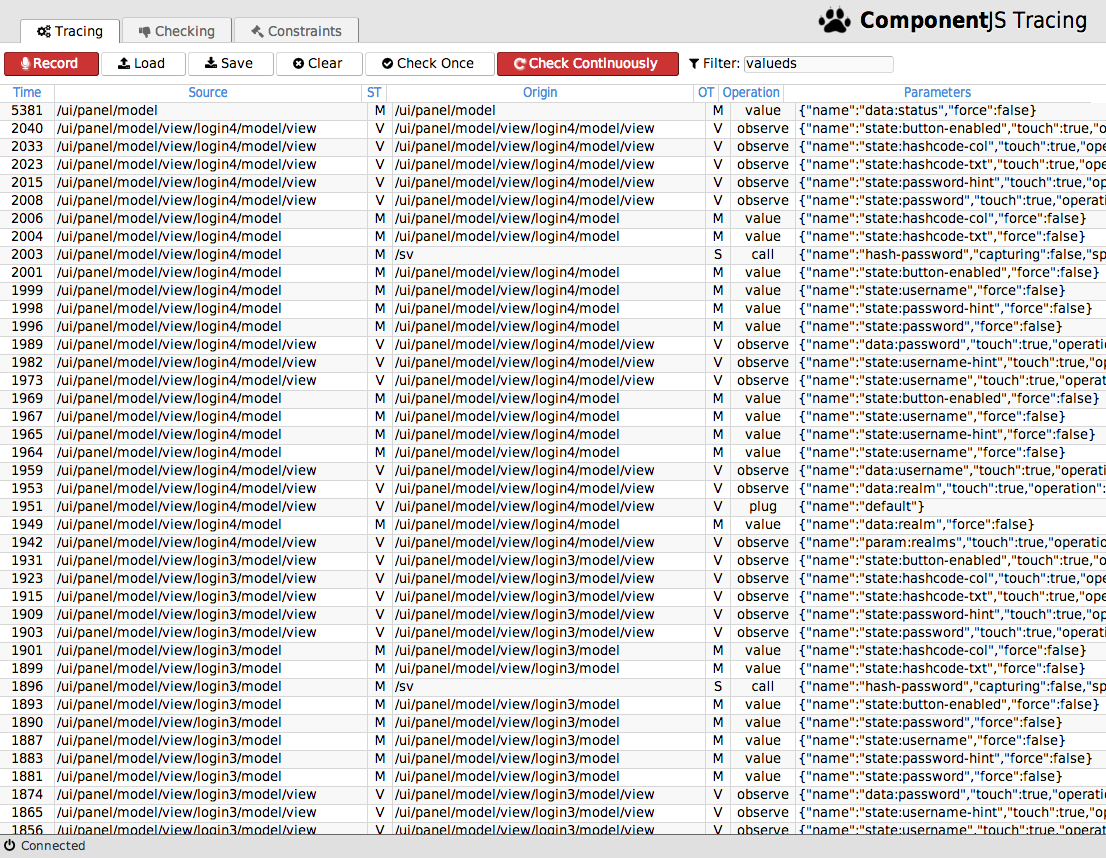 ComponentJS Tracing
Tracing Checking Constraints
Record Load Save Clear Check Once Check Continuously Filter: valueds
Time Source ST Origin OT Operation Parameters
5381 /ui/panel/model M /ui/panel/model M value {"name":"data:status","force":false}
2040 /ui/panel/model/view/login4/model/view V /ui/panel/model/view/login4/model/view V observe {"name":"state:button-enabled","touch":true,"o
2033 /ui/panel/model/view/login4/model/view V /ui/panel/model/view/login4/model/view V observe {"name":"state:hashcode-col","touch":true,"ope
2023 /ui/panel/model/view/login4/model/view V /ui/panel/model/view/login4/model/view V observe {"name":"state:hashcode-txt","touch":true,"ope
2015 /ui/panel/model/view/login4/model/view V /ui/panel/model/view/login4/model/view V observe {"name":"state:password-hint","touch":true,"op
2008 /ui/panel/model/view/login4/model/view V /ui/panel/model/view/login4/model/view V observe {"name":"state:password","touch":true,"operati
2006 /ui/panel/model/view/login4/model M /ui/panel/model/view/login4/model M value {"name":"state:hashcode-col","force":false}
2004 /ui/panel/model/view/login4/model M /ui/panel/model/view/login4/model M value {"name":"state:hashcode-txt","force":false}
2003 /ui/panel/model/view/login4/model M /sv S call {"name":"hash-password","capturing":false,"sp
2001 /ui/panel/model/view/login4/model M /ui/panel/model/view/login4/model M value {"name":"state:button-enabled","force":false}
1999 /ui/panel/model/view/login4/model M /ui/panel/model/view/login4/model M value {"name":"state:username","force":false}
1998 /ui/panel/model/view/login4/model M /ui/panel/model/view/login4/model M value {"name":"state:password-hint","force":false}
1996 /ui/panel/model/view/login4/model M /ui/panel/model/view/login4/model M value {"name":"state:password","force":false}
1989 /ui/panel/model/view/login4/model/view V /ui/panel/model/view/login4/model/view V observe {"name":"data:password","touch":true,"operatio
1982 /ui/panel/model/view/login4/model/view V /ui/panel/model/view/login4/model/view V observe {"name":"state:username-hint","touch":true,"op
1973 /ui/panel/model/view/login4/model/view V /ui/panel/model/view/login4/model/view V observe {"name":"state:username","touch":true,"operat
1969 /ui/panel/model/view/login4/model M /ui/panel/model/view/login4/model M value {"name":"state:button-enabled","force":false}
1967 /ui/panel/model/view/login4/model M /ui/panel/model/view/login4/model M value {"name":"state:username","force":false}
1965 /ui/panel/model/view/login4/model M /ui/panel/model/view/login4/model M value {"name":"state:username-hint","force":false}
1964 /ui/panel/model/view/login4/model M /ui/panel/model/view/login4/model M value {"name":"state:username","force":false}
1959 /ui/panel/model/view/login4/model/view V /ui/panel/model/view/login4/model/view V observe {"name":"data:username","touch":true,"operati
1953 /ui/panel/model/view/login4/model/view V /ui/panel/model/view/login4/model/view V observe {"name":"data:realm","touch":true,"operation":
1951 /ui/panel/model/view/login4/model/view V /ui/panel/model/view/login4/model/view V plug {"name":"default"}
1949 /ui/panel/model/view/login4/model M /ui/panel/model/view/login4/model M value {"name":"data:realm","force":false}
1942 /ui/panel/model/view/login4/model/view V /ui/panel/model/view/login4/model/view V observe {"name":"param:realms","touch":true,"operatio
1931 /ui/panel/model/view/login3/model/view V /ui/panel/model/view/login3/model/view V observe {"name":"state:button-enabled","touch":true,"o
1923 /ui/panel/model/view/login3/model/view V /ui/panel/model/view/login3/model/view V observe {"name":"state:hashcode-col","touch":true,"ope
1915 /ui/panel/model/view/login3/model/view V /ui/panel/model/view/login3/model/view V observe {"name":"state:hashcode-txt","touch":true,"ope
1909 /ui/panel/model/view/login3/model/view V /ui/panel/model/view/login3/model/view V observe {"name":"state:password-hint","touch":true,"op
1903 /ui/panel/model/view/login3/model/view V /ui/panel/model/view/login3/model/view V observe {"name":"state:password","touch":true,"operati
1901 /ui/panel/model/view/login3/model M /ui/panel/model/view/login3/model M value {"name":"state:hashcode-col","force":false}
1899 /ui/panel/model/view/login3/model M /ui/panel/model/view/login3/model M value {"name":"state:hashcode-txt","force":false}
1896 /ui/panel/model/view/login3/model M /sv S call {"name":"hash-password","capturing":false,"sp
1893 /ui/panel/model/view/login3/model M /ui/panel/model/view/login3/model M value {"name":"state:button-enabled","force":false}
1890 /ui/panel/model/view/login3/model M /ui/panel/model/view/login3/model M value {"name":"state:password","force":false}
1887 /ui/panel/model/view/login3/model M /ui/panel/model/view/login3/model M value {"name":"state:username","force":false}
1883 /ui/panel/model/view/login3/model M /ui/panel/model/view/login3/model M value {"name":"state:password-hint","force":false}
1881 /ui/panel/model/view/login3/model M /ui/panel/model/view/login3/model M value {"name":"state:password","force":false}
1874 /ui/panel/model/view/login3/model/view V /ui/panel/model/view/login3/model/view V observe {"name":"data:password","touch":true,"operatio
1865 /ui/panel/model/view/login3/model/view V /ui/panel/model/view/login3/model/view V observe {"name":"state:username-hint","touch":true,"op
1856 /ui/panel/model/view/login3/model/view V /ui/panel/model/view/login3/model/view V observe {"name":"state:username","touch":true,"operat
Connected